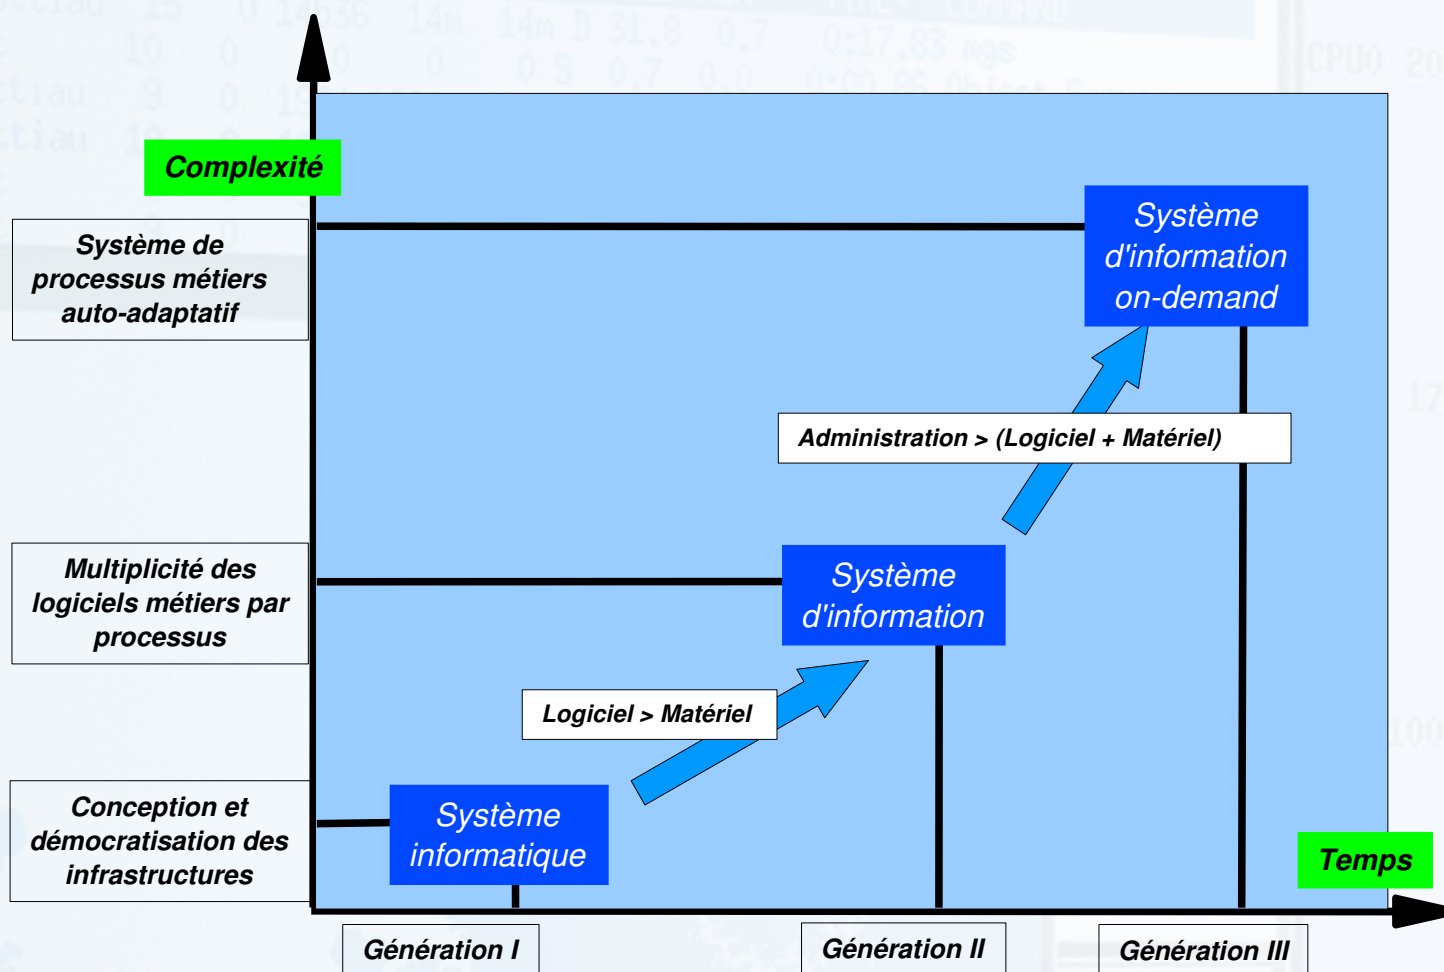 Complexité
Système de
processus métiers
auto-adaptatif
Système
d'information
on-demand
Administration > (Logiciel + Matériel)
Multiplicité des
logiciels métiers par
processus
Système
d'information
Logiciel > Matériel
Conception et
démocratisation des
infrastructures
Système
informatique
Temps
Génération I
Génération II
Génération III